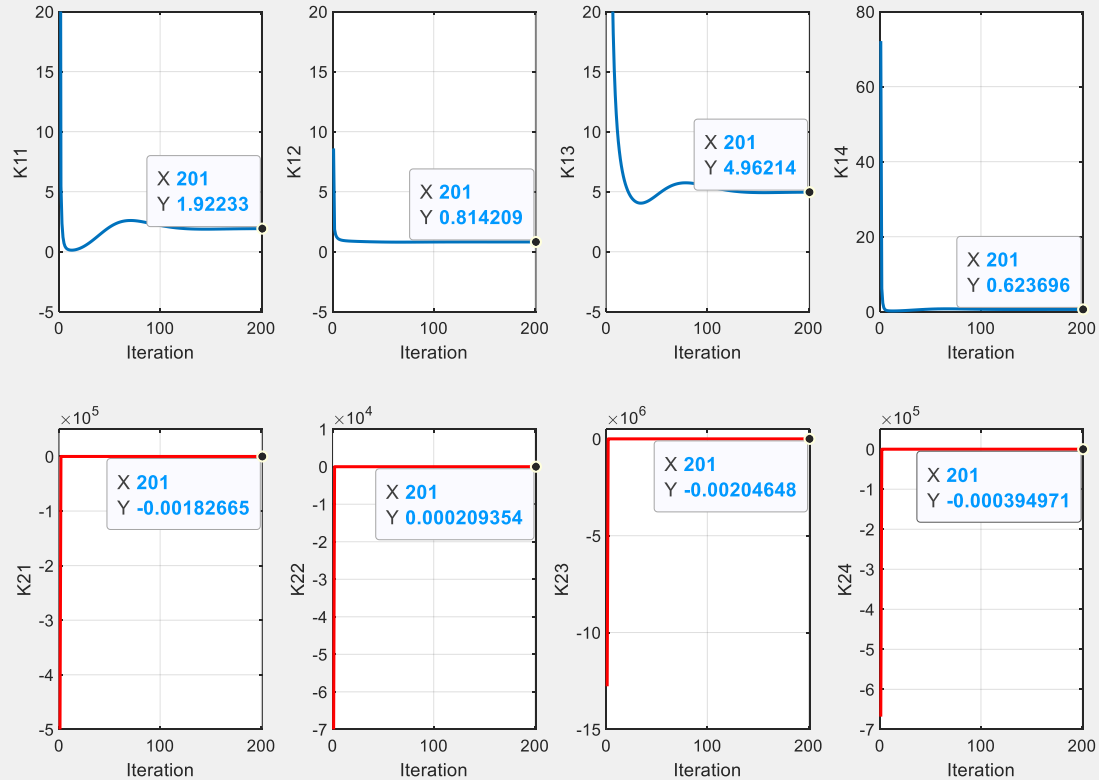 20
15
10
5
0
-5
K11
X 201
Y 1.92233
0 100 200
Iteration
20
15
10
5
0
-5
K12
X 201
Y 0.814209
0 100 200
Iteration
20
15
10
5
0
-5
K13
X 201
Y 4.96214
0 100 200
Iteration
80
60
40
20
0
K14
X 201
Y 0.623696
0 100 200
Iteration
×10^5
0
-1
-2
-3
-4
-5
K21
X 201
Y -0.00182665
0 100 200
Iteration
×10^4
1
0
-1
-2
-3
-4
-5
-6
-7
K22
X 201
Y 0.000209354
0 100 200
Iteration
×10^6
0
-5
-10
-15
K23
X 201
Y -0.00204648
0 100 200
Iteration
×10^5
0
-1
-2
-3
-4
-5
-6
-7
K24
X 201
Y -0.000394971
0 100 200
Iteration